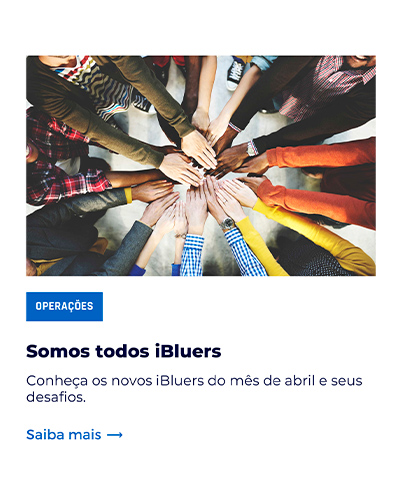 OPERAÇÕES
Somos todos iBluers
Conheça os novos iBluers do mês de abril e seus
desafios.
Saiba mais →